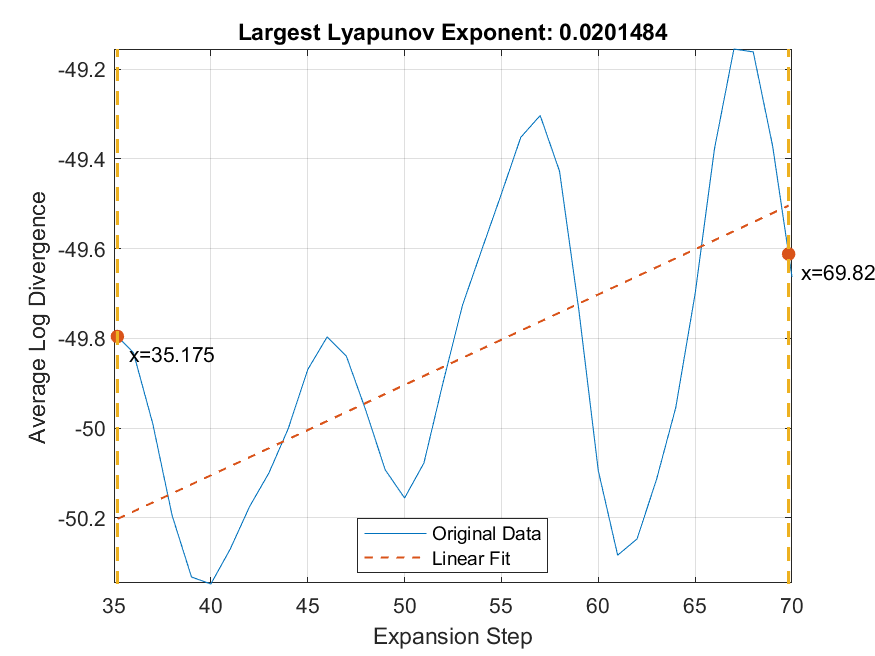 Largest Lyapunov Exponent: 0.0201484
Average Log Divergence
-49.2
-49.4
-49.6
-49.8
-50
-50.2
x=35.175
x=69.82
Original Data
Linear Fit
35
40
45
50
55
60
65
70
Expansion Step